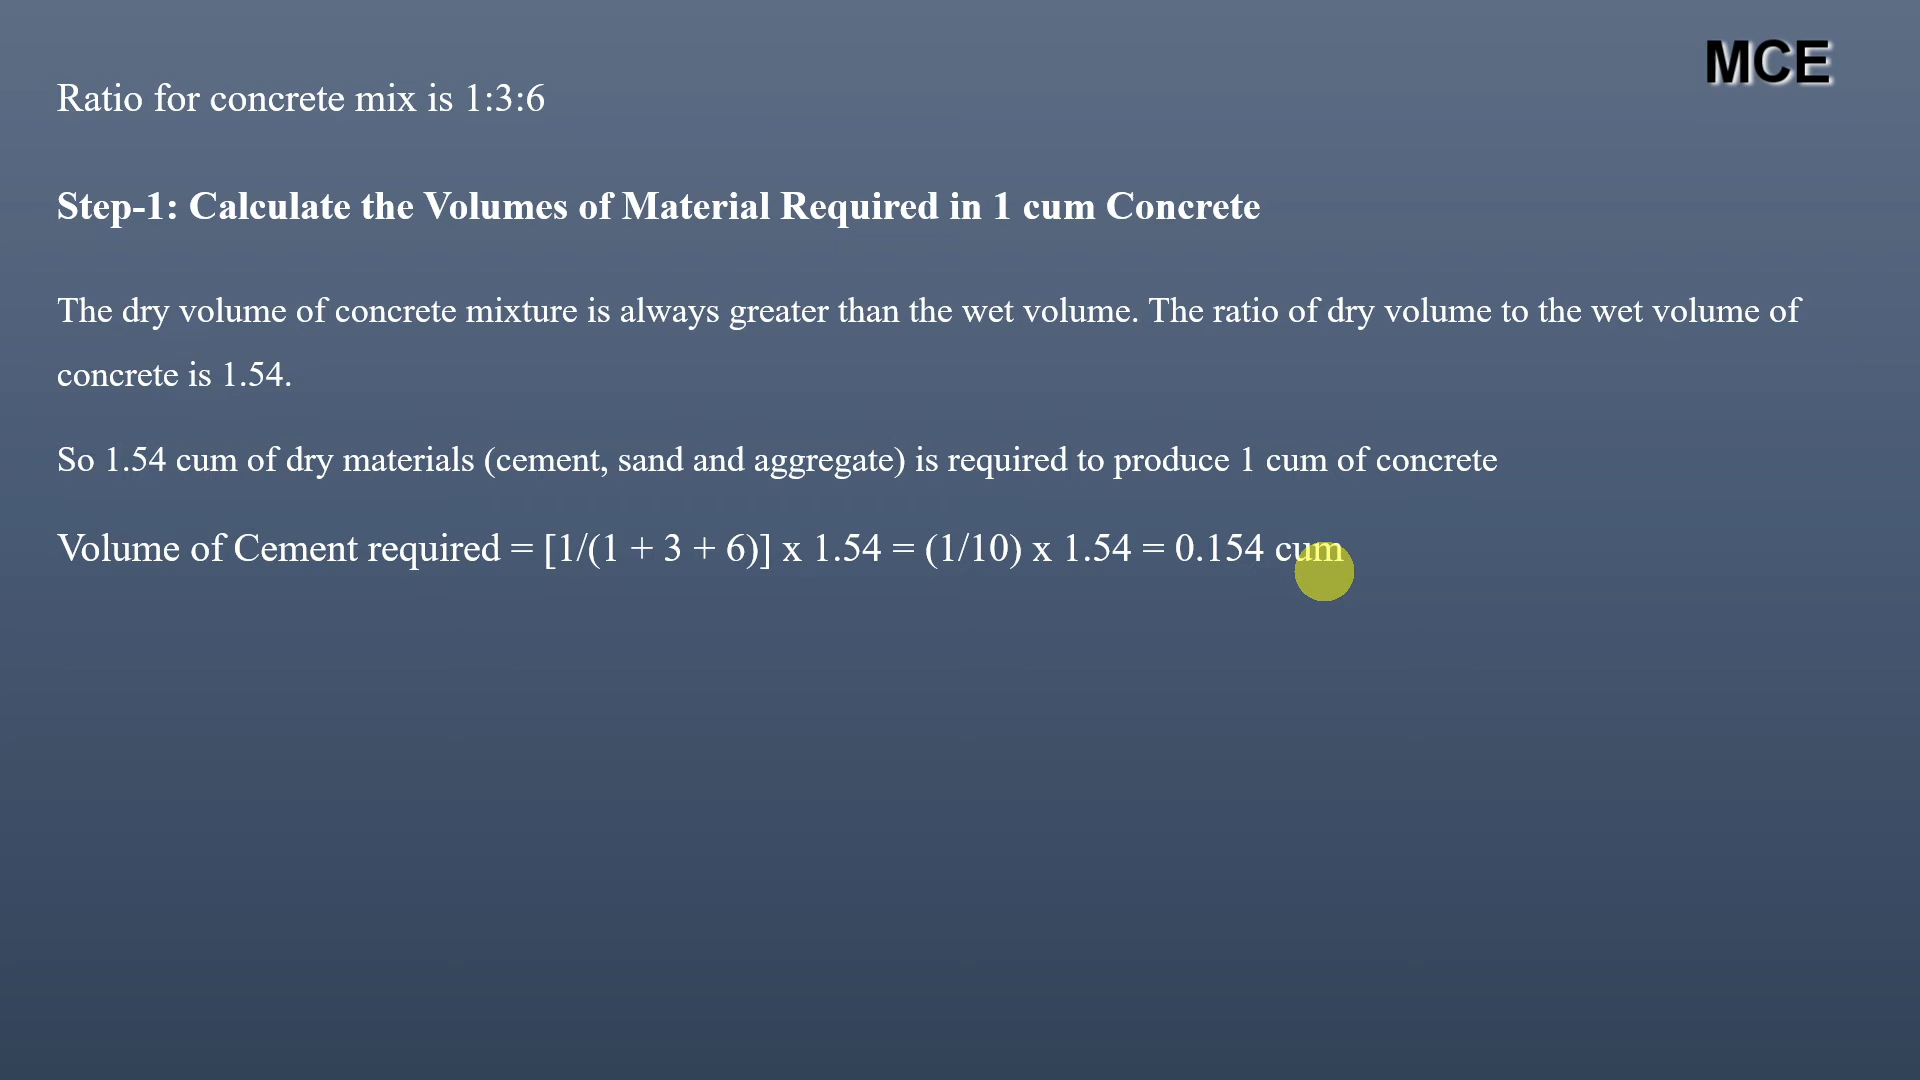 MCE
Ratio for concrete mix is 1:3:6
Step-1: Calculate the Volumes of Material Required in 1 cum Concrete
The dry volume of concrete mixture is always greater than the wet volume. The ratio of dry volume to the wet volume of
concrete is 1.54.
So 1.54 cum of dry materials (cement, sand and aggregate) is required to produce 1 cum of concrete
Volume of Cement required = [1/(1 + 3 + 6)] x 1.54 = (1/10) x 1.54 = 0.154 cum